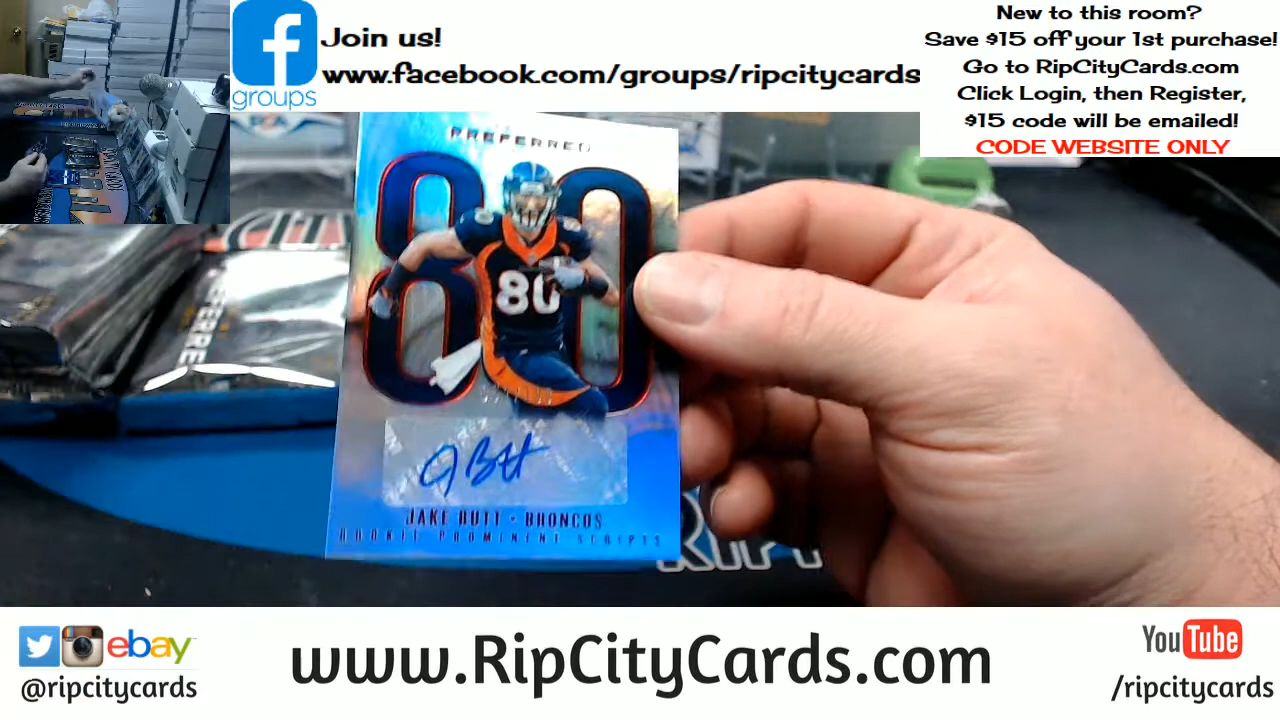 Join us!
www.facebook.com/groups/ripcitycards
groups
New to this room?
Save $15 off your 1st purchase!
Go to RipCityCards.com
Click Login, then Register,
$15 code will be emailed!
CODE WEBSITE ONLY
PREFERRED
80
80
JAKE BUTT • BRONCOS
ROOKIE PROMINENT SCRIPTS
PREFERRE
RIP
ebay
@ripcitycards
www.RipCityCards.com
YouTube
/ripcitycards